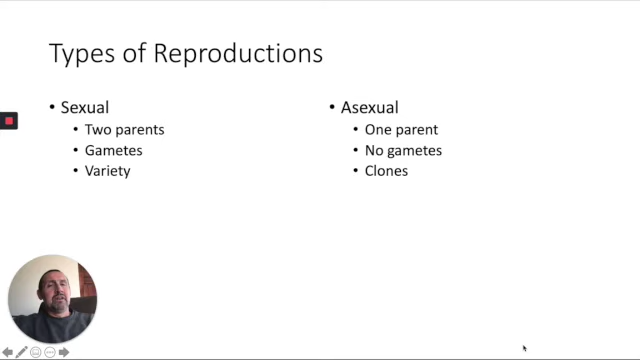 Types of Reproductions
• Sexual
• Two parents
• Gametes
• Variety
• Asexual
• One parent
• No gametes
• Clones